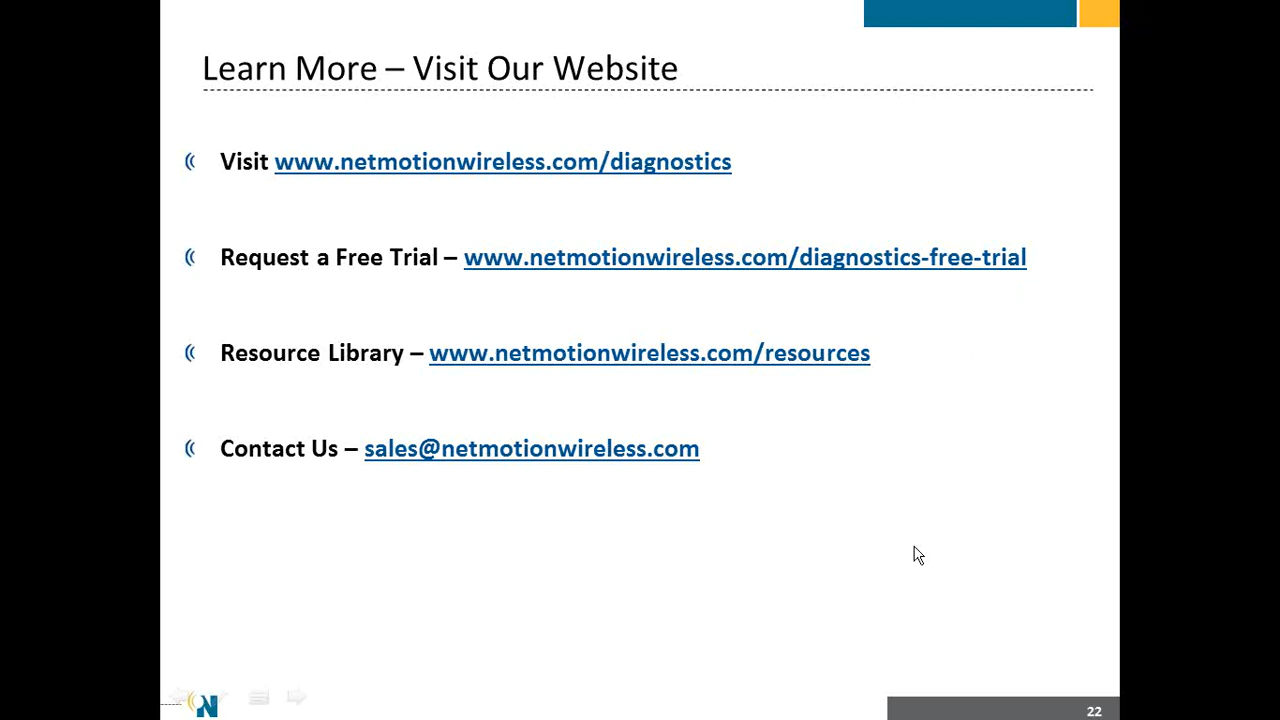 Learn More – Visit Our Website
Visit www.netmotionwireless.com/diagnostics
Request a Free Trial – www.netmotionwireless.com/diagnostics-free-trial
Resource Library – www.netmotionwireless.com/resources
Contact Us – sales@netmotionwireless.com
N
22